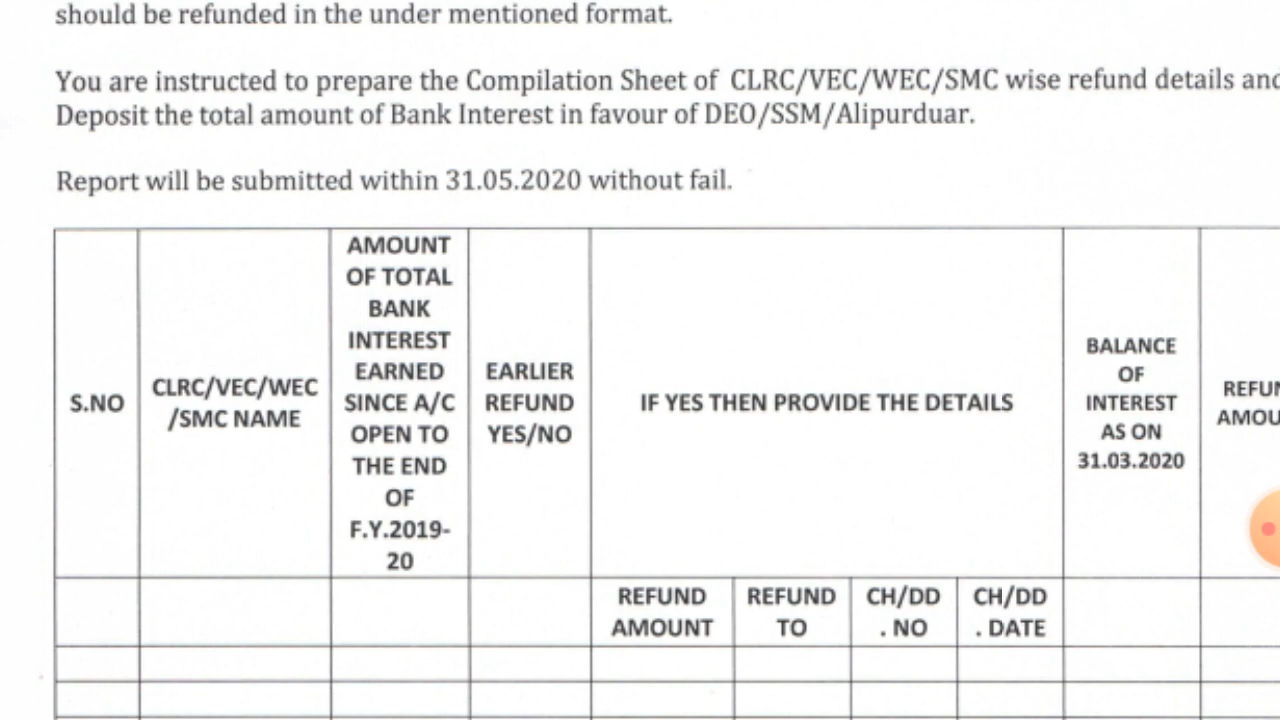 should be refunded in the under mentioned format.
You are instructed to prepare the Compilation Sheet of CLRC/VEC/WEC/SMC wise refund details and
Deposit the total amount of Bank Interest in favour of DEO/SSM/Alipurduar.
Report will be submitted within 31.05.2020 without fail.
S.NO
CLRC/VEC/WEC
/SMC NAME
AMOUNT
OF TOTAL
BANK
INTEREST
EARNED
SINCE A/C
OPEN TO
THE END
OF
F.Y.2019-
20
EARLIER
REFUND
YES/NO
IF YES THEN PROVIDE THE DETAILS
BALANCE
OF
INTEREST
AS ON
31.03.2020
REFUND
AMOUNT
REFUND
TO
CH/DD
. NO
CH/DD
. DATE